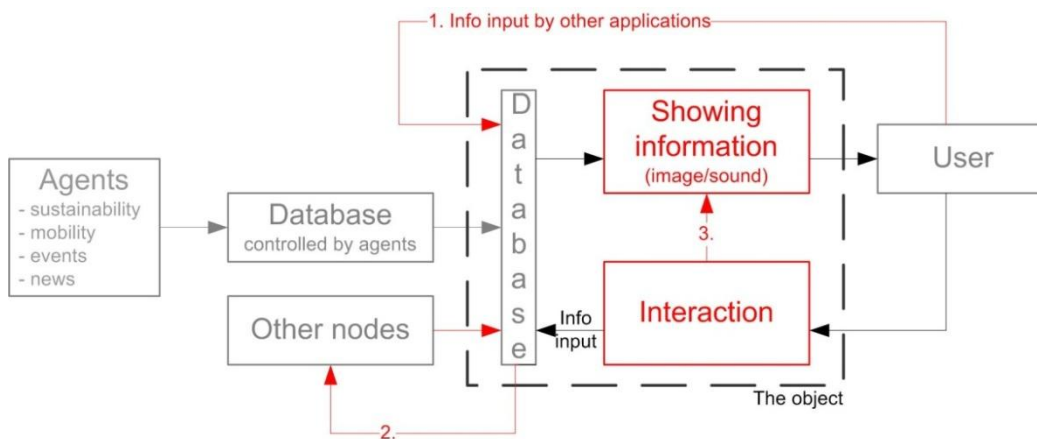 1. Info input by other applications
Agents
- sustainability
- mobility
- events
- news
Database
controlled by agents
Other nodes
2.
Database
Showing
information
(image/sound)
3.
Interaction
Info
input
The object
User